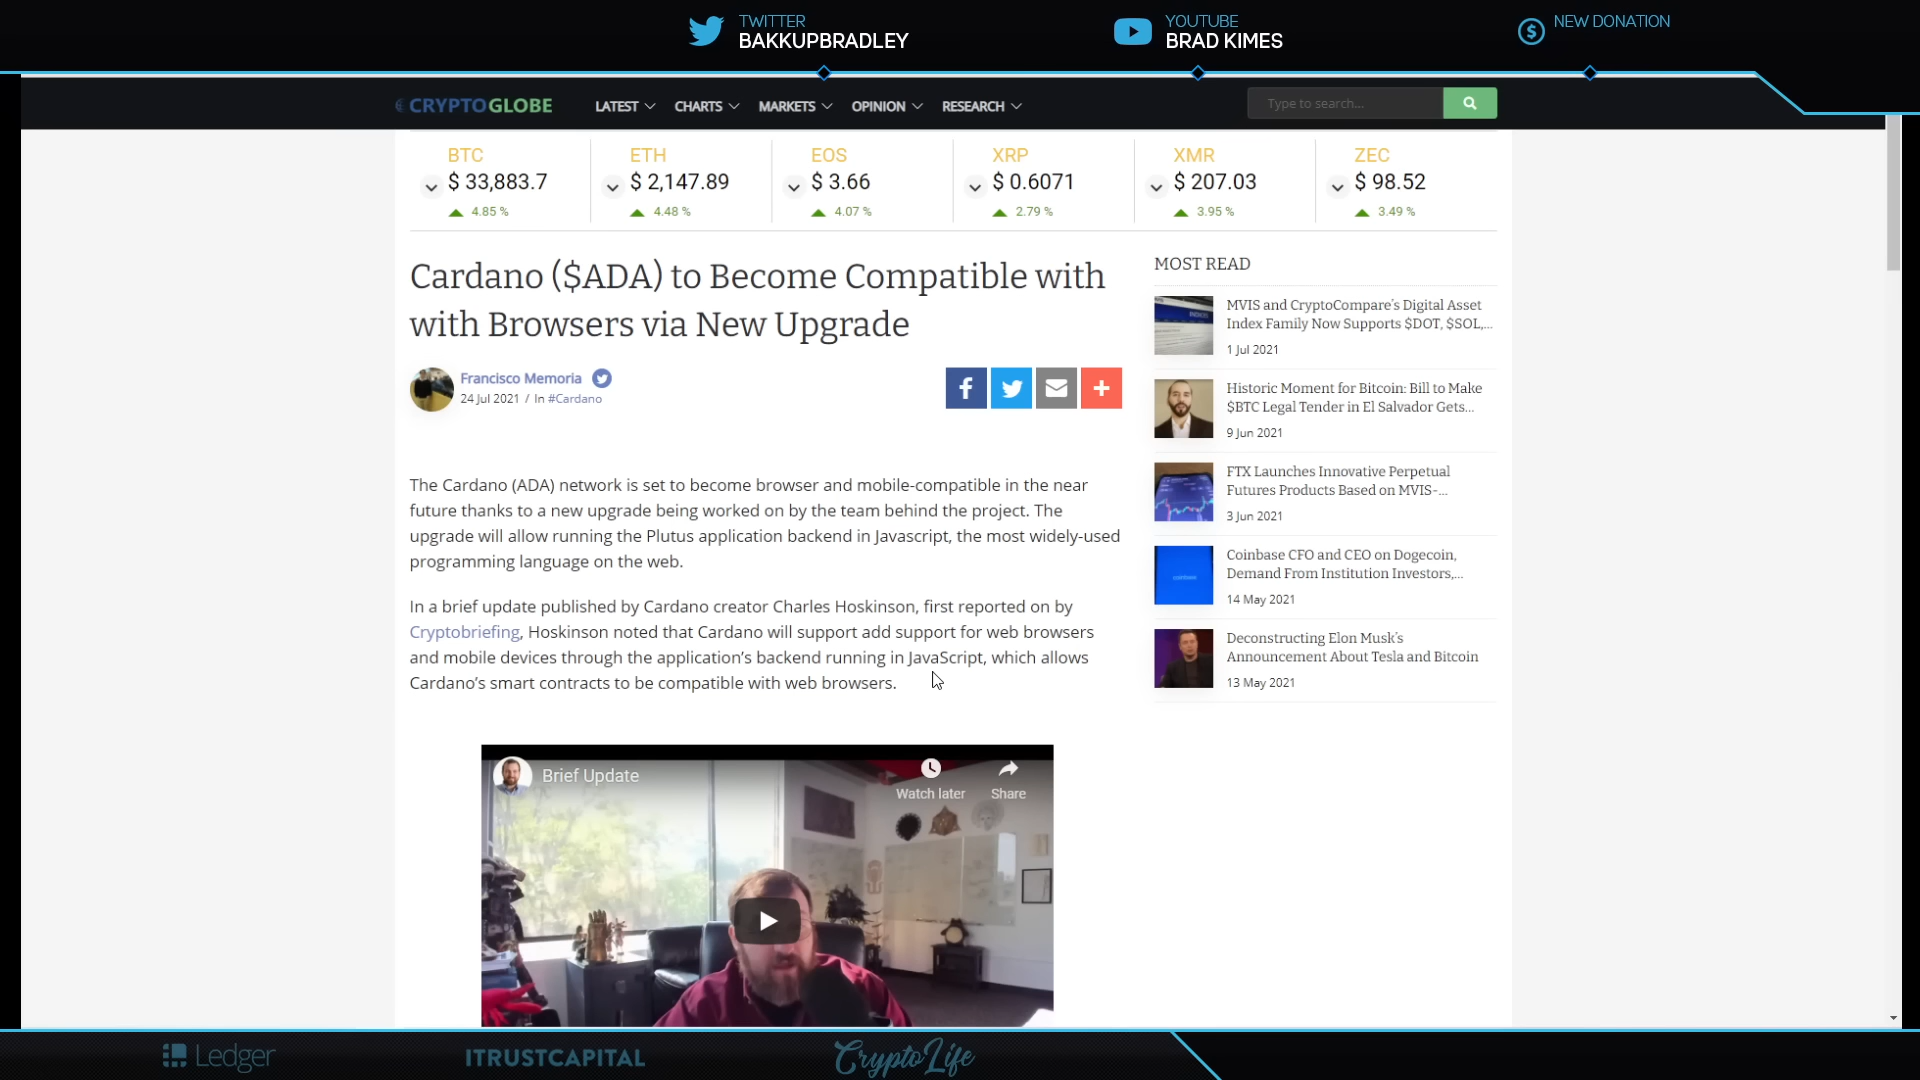 TWITTER
BAKKUPBRADLEY
YOUTUBE
BRAD KIMES
NEW DONATION
CRYPTOGLOBE
LATEST
CHARTS
MARKETS
OPINION
RESEARCH
Type to search...
BTC
$ 33,883.7
4.85 %
ETH
$ 2,147.89
4.48 %
EOS
$ 3.66
4.07 %
XRP
$ 0.6071
2.79 %
XMR
$ 207.03
3.95 %
ZEC
$ 98.52
3.49 %
Cardano ($ADA) to Become Compatible with
with Browsers via New Upgrade
Francisco Memoria
24 Jul 2021 / In #Cardano
The Cardano (ADA) network is set to become browser and mobile-compatible in the near
future thanks to a new upgrade being worked on by the team behind the project. The
upgrade will allow running the Plutus application backend in Javascript, the most widely-used
programming language on the web.
In a brief update published by Cardano creator Charles Hoskinson, first reported on by
Cryptobriefing, Hoskinson noted that Cardano will support add support for web browsers
and mobile devices through the application's backend running in JavaScript, which allows
Cardano's smart contracts to be compatible with web browsers.
Brief Update
Watch later
Share
MOST READ
MVIS and CryptoCompare's Digital Asset
Index Family Now Supports $DOT, $SOL,...
1 Jul 2021
Historic Moment for Bitcoin: Bill to Make
$BTC Legal Tender in El Salvador Gets...
9 Jun 2021
FTX Launches Innovative Perpetual
Futures Products Based on MVIS-...
3 Jun 2021
Coinbase CFO and CEO on Dogecoin,
Demand From Institution Investors,...
14 May 2021
Deconstructing Elon Musk's
Announcement About Tesla and Bitcoin
13 May 2021
Ledger
ITRUSTCAPITAL
CryptoLife